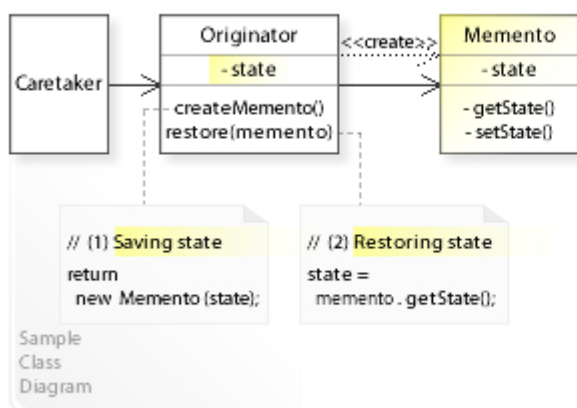 Caretaker
Originator
- state
createMemento()
restore(memento)
<<create>>
Memento
- state
- getState()
- setState()
// (1) Saving state
return
new Memento (state);
// (2) Restoring state
state =
memento . getState();
Sample
Class
Diagram